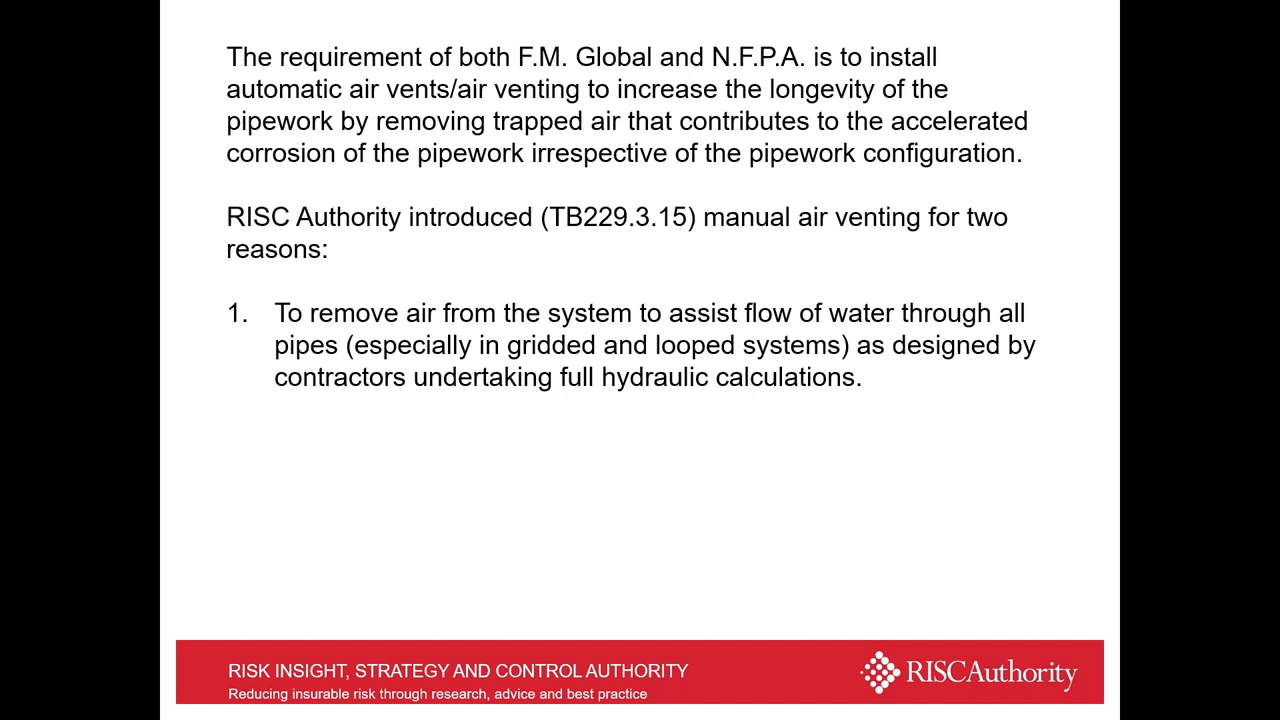 The requirement of both F.M. Global and N.F.P.A. is to install
automatic air vents/air venting to increase the longevity of the
pipework by removing trapped air that contributes to the accelerated
corrosion of the pipework irrespective of the pipework configuration.
RISC Authority introduced (TB229.3.15) manual air venting for two
reasons:
1. To remove air from the system to assist flow of water through all
pipes (especially in gridded and looped systems) as designed by
contractors undertaking full hydraulic calculations.
RISK INSIGHT, STRATEGY AND CONTROL AUTHORITY
Reducing insurable risk through research, advice and best practice
RISCAuthority